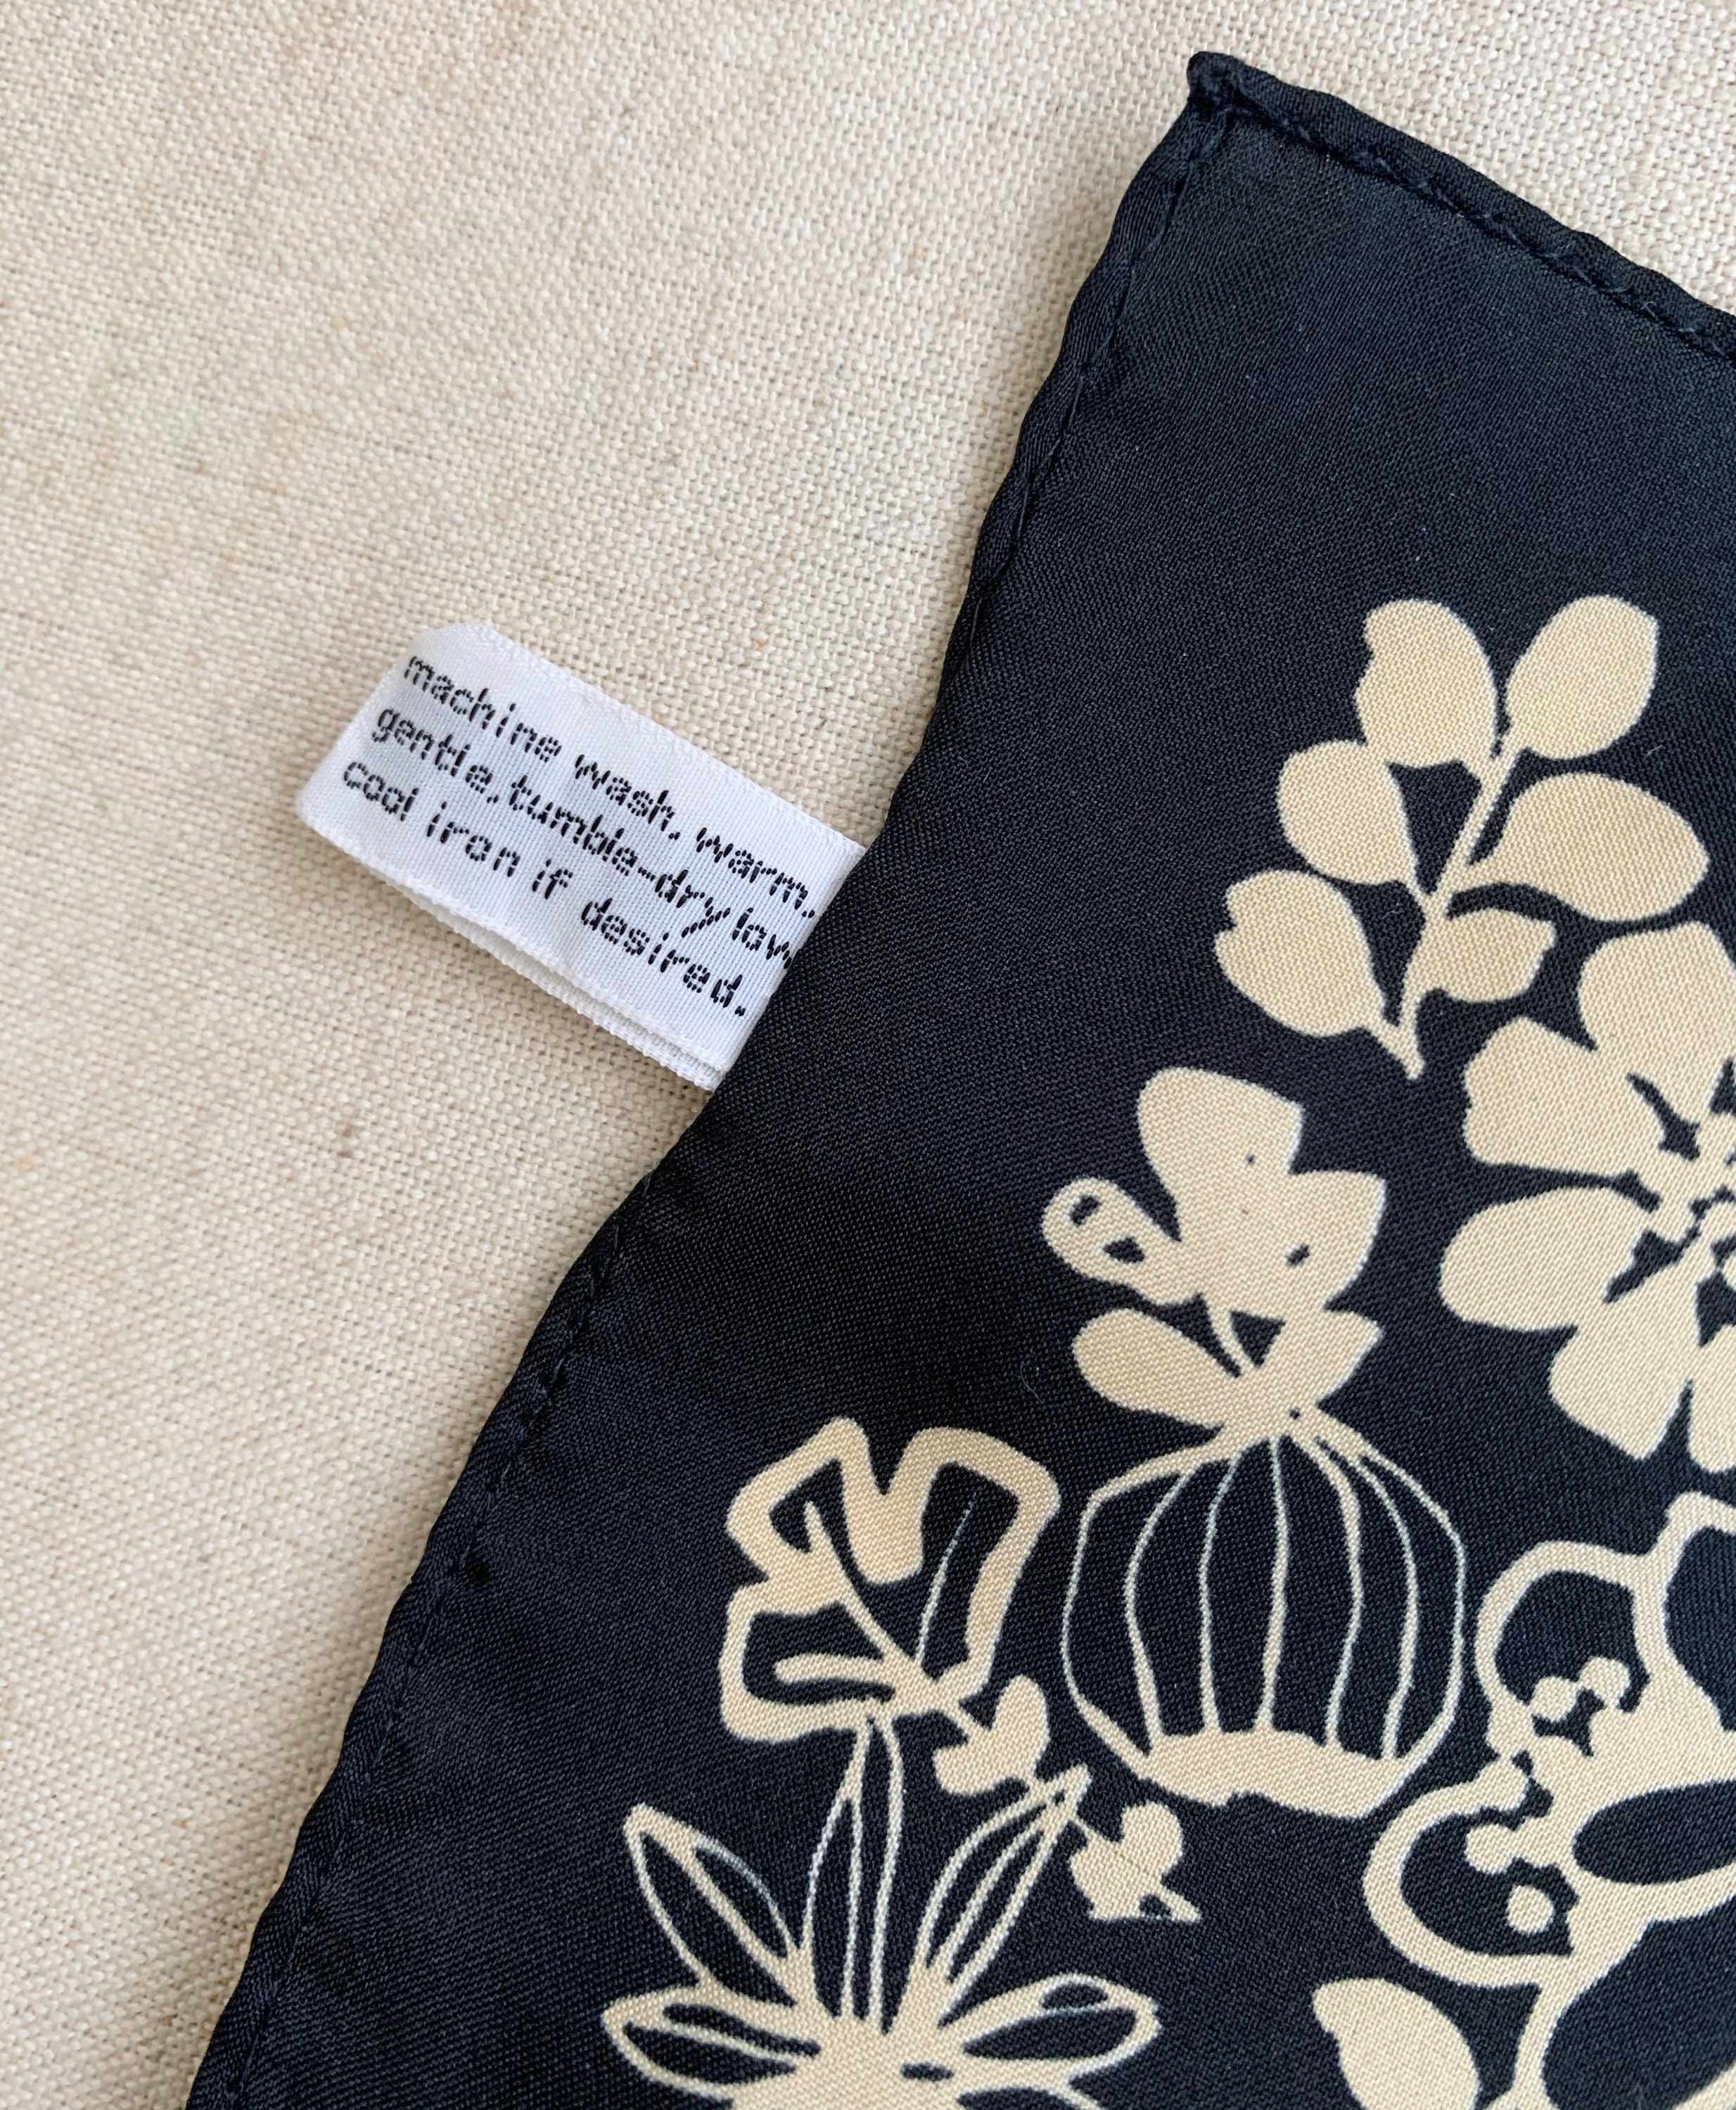 machine wash, warm,
gentle, tumble-dry low
cool iron if desired.